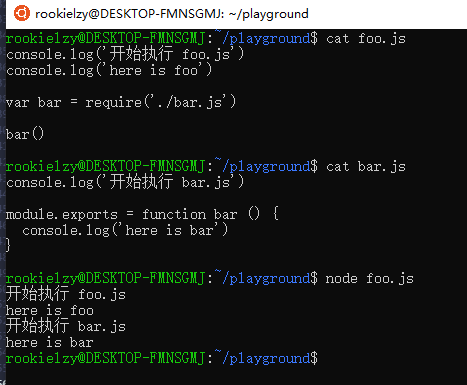 rookielzy@DESKTOP-FMNSGMJ: ~/playground
rookielzy@DESKTOP-FMNSGMJ:~/playground$ cat foo.js
console.log('开始执行 foo.js')
console.log('here is foo')
var bar = require('./bar.js')
bar()
rookielzy@DESKTOP-FMNSGMJ:~/playground$ cat bar.js
console.log('开始执行 bar.js')
module.exports = function bar () {
  console.log('here is bar')
}
rookielzy@DESKTOP-FMNSGMJ:~/playground$ node foo.js
开始执行 foo.js
here is foo
开始执行 bar.js
here is bar
rookielzy@DESKTOP-FMNSGMJ:~/playground$